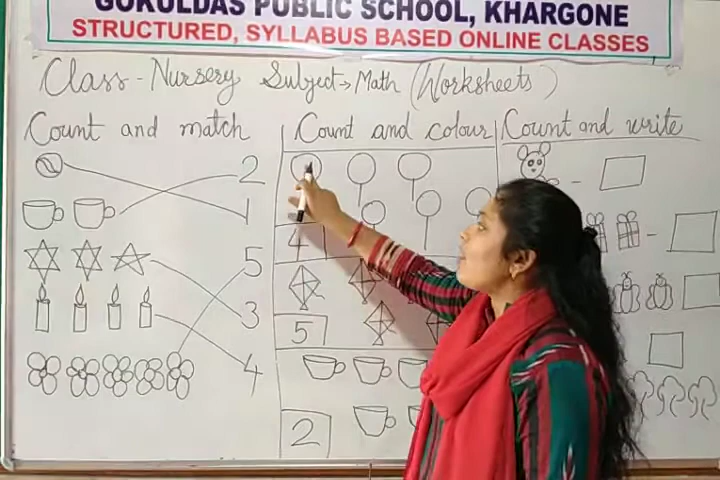 GOKULDAS PUBLIC SCHOOL, KHARGONE
STRUCTURED, SYLLABUS BASED ONLINE CLASSES
Class - Nursery Subject → Math (Worksheets)
Count and match
2
1
5
3
4
Count and colour
4
5
2
Count and write